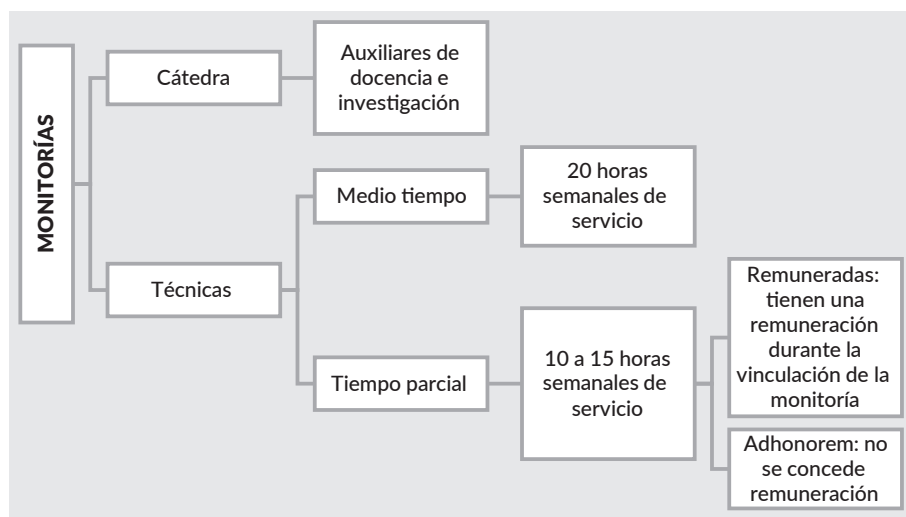 MONITORÍAS
Cátedra
Auxiliares de
docencia e
investigación
Técnicas
Medio tiempo
20 horas
semanales de
servicio
Tiempo parcial
10 a 15 horas
semanales de
servicio
Remuneradas:
tienen una
remuneración
durante la
vinculación de la
monitoría
Adhonorem: no
se concede
remuneración